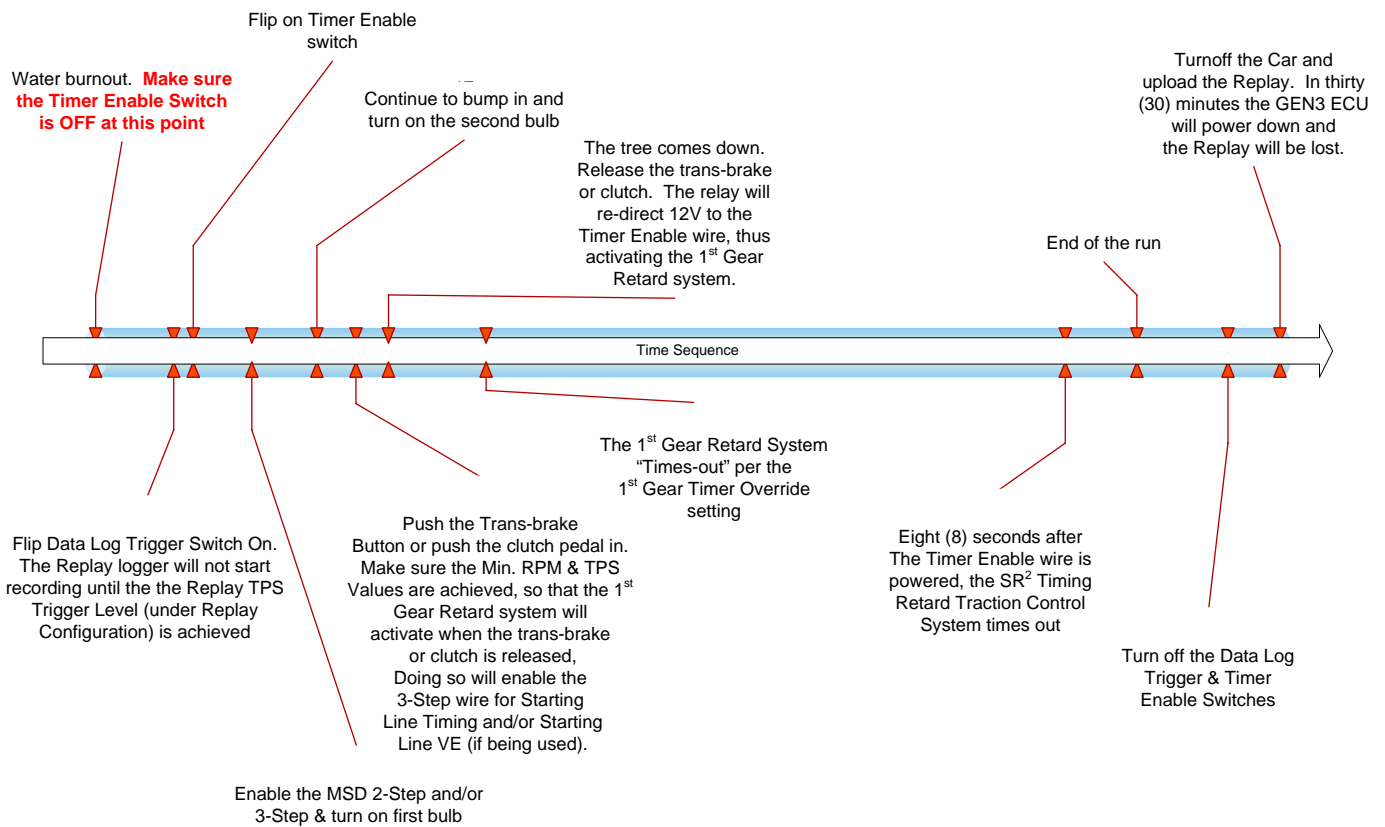 Flip on Timer Enable
switch
Water burnout. Make sure
the Timer Enable Switch
is OFF at this point
Continue to bump in and
turn on the second bulb
The tree comes down.
Release the trans-brake
or clutch. The relay will
re-direct 12V to the
Timer Enable wire, thus
activating the 1st Gear
Retard system.
End of the run
Turnoff the Car and
upload the Replay. In thirty
(30) minutes the GEN3 ECU
will power down and
the Replay will be lost.
Time Sequence
Flip Data Log Trigger Switch On.
The Replay logger will not start
recording until the the Replay TPS
Trigger Level (under Replay
Configuration) is achieved
Enable the MSD 2-Step and/or
3-Step & turn on first bulb
Push the Trans-brake
Button or push the clutch pedal in.
Make sure the Min. RPM & TPS
Values are achieved, so that the 1st
Gear Retard system will
activate when the trans-brake
or clutch is released,
Doing so will enable the
3-Step wire for Starting
Line Timing and/or Starting
Line VE (if being used).
The 1st Gear Retard System
“Times-out” per the
1st Gear Timer Override
setting
Eight (8) seconds after
The Timer Enable wire is
powered, the SR2 Timing
Retard Traction Control
System times out
Turn off the Data Log
Trigger & Timer
Enable Switches